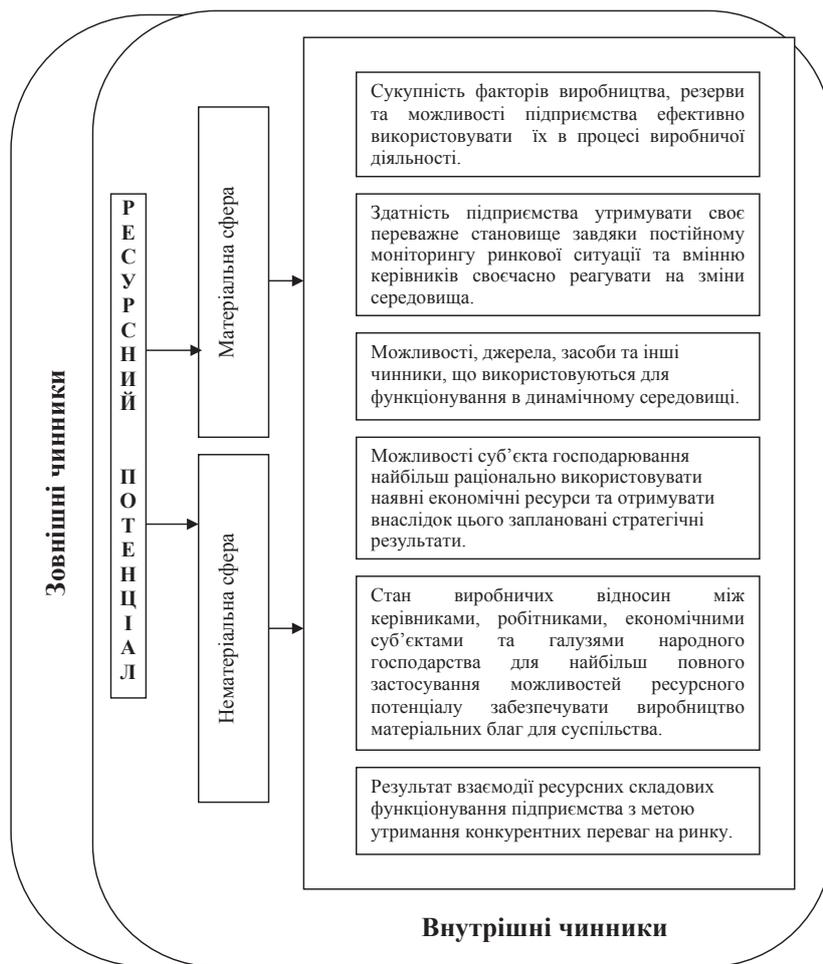 Зовнішні чинники
РЕСУРСНИЙ ПОТЕНЦІАЛ
Матеріальна сфера
Нематеріальна сфера
Сукупність факторів виробництва, резерви
та можливості підприємства ефективно
використовувати їх в процесі виробничої
діяльності.
Здатність підприємства утримувати своє
переважне становище завдяки постійному
моніторингу ринкової ситуації та вмінню
керівників своєчасно реагувати на зміни
середовища.
Можливості, джерела, засоби та інші
чинники, що використовуються для
функціонування в динамічному середовищі.
Можливості суб’єкта господарювання
найбільш раціонально використовувати
наявні економічні ресурси та отримувати
внаслідок цього заплановані стратегічні
результати.
Стан виробничих відносин між
керівниками, робітниками, економічними
суб’єктами та галузями народного
господарства для найбільш повного
застосування можливостей ресурсного
потенціалу забезпечувати виробництво
матеріальних благ для суспільства.
Результат взаємодії ресурсних складових
функціонування підприємства з метою
утримання конкурентних переваг на ринку.
Внутрішні чинники